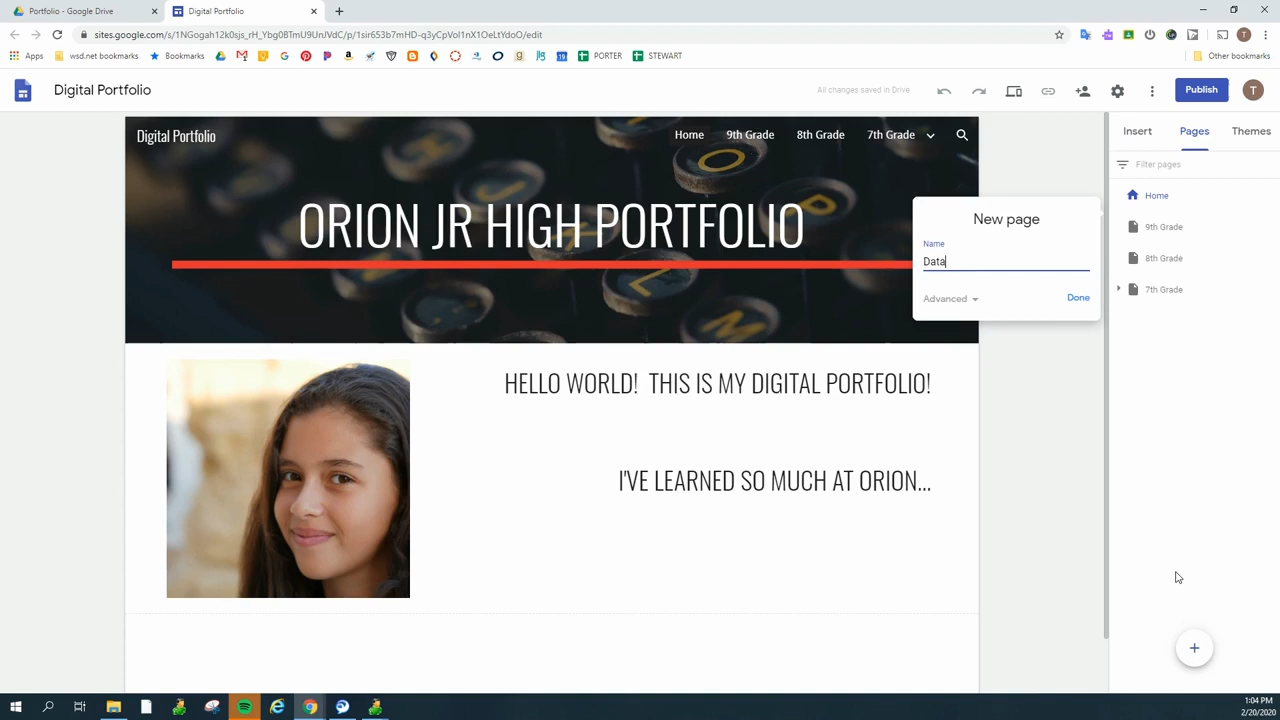 Portfolio - Google Drive
Digital Portfolio
sites.google.com/s/1NGogah12k0sjs_rH_Ybg0BTmU9UnJVdC/p/1sir653b7mHD-q3yCpVoI1nX1OeLtYdoO/edit
Apps
wsd.net bookmarks
Bookmarks
PORTER
STEWART
Other bookmarks
Digital Portfolio
All changes saved in Drive
Publish
T
Digital Portfolio
Home
9th Grade
8th Grade
7th Grade
ORION JR HIGH PORTFOLIO
HELLO WORLD! THIS IS MY DIGITAL PORTFOLIO!
I'VE LEARNED SO MUCH AT ORION...
New page
Name
Data
Advanced
Done
Insert
Pages
Themes
Filter pages
Home
9th Grade
8th Grade
7th Grade
1:04 PM
2/20/2020